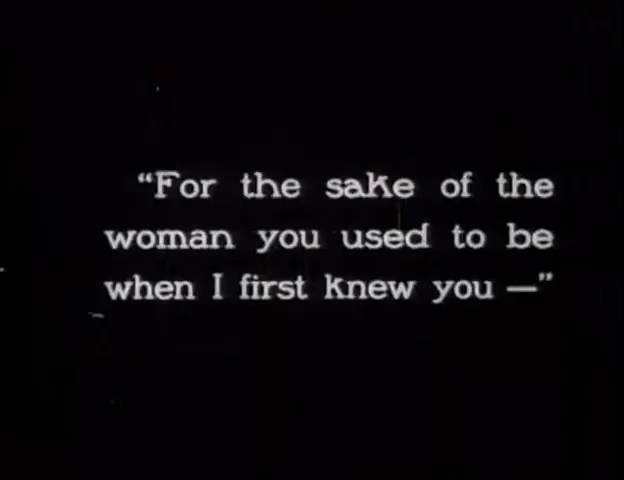 “For the sake of the
woman you used to be
when I first knew you —”